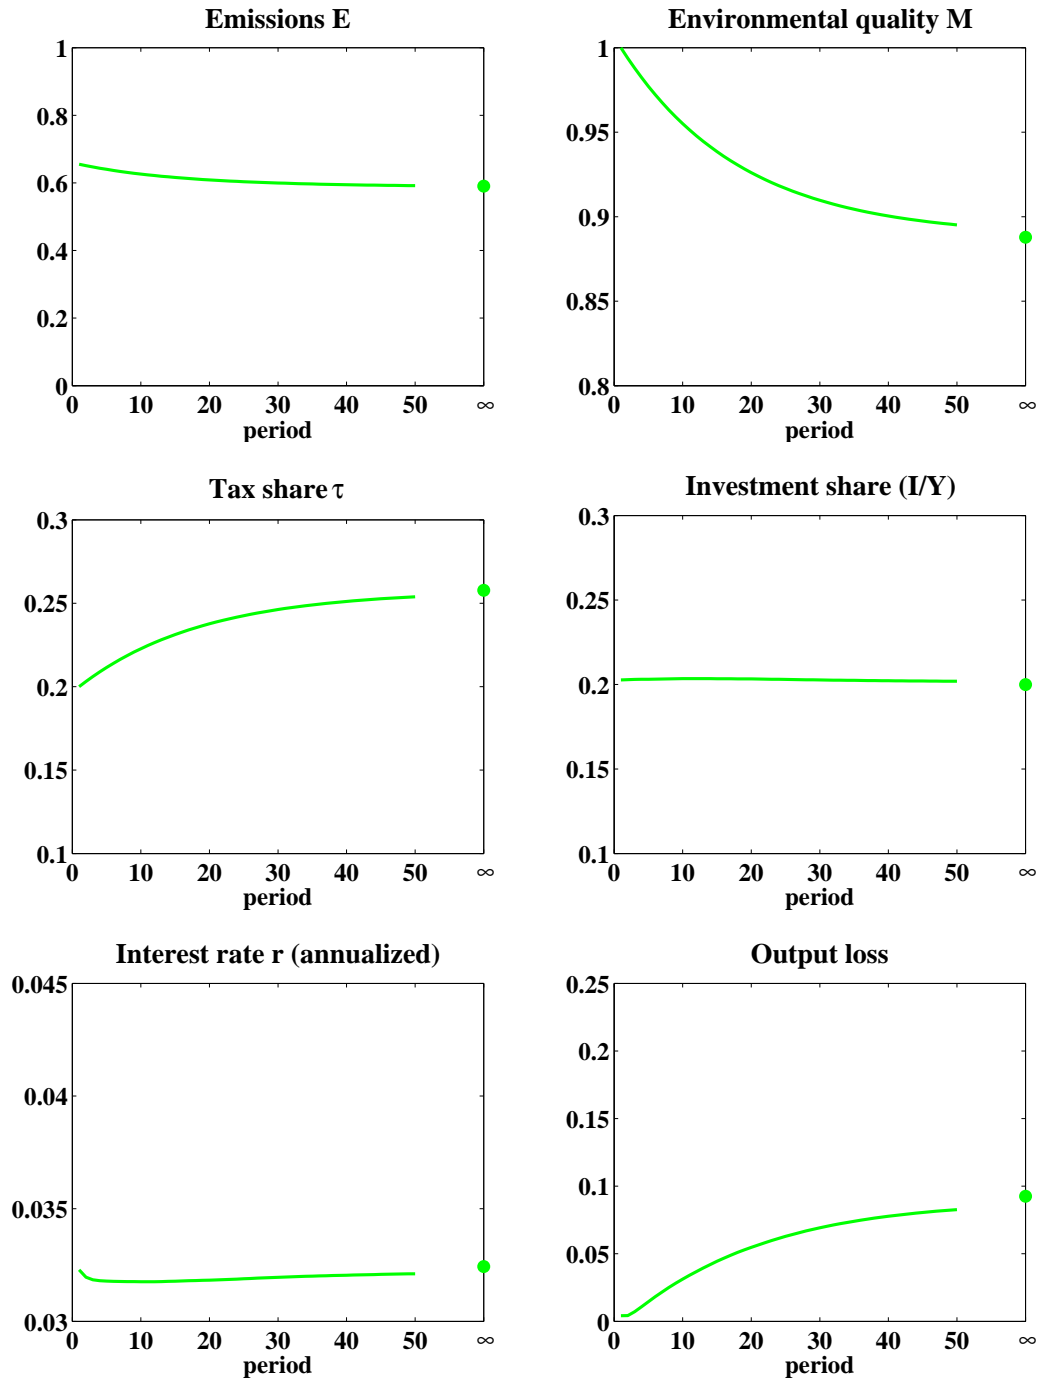 Emissions E
1
0.8
0.6
0.4
0.2
0
0 10 20 30 40 50 ∞
period
Environmental quality M
1
0.95
0.9
0.85
0.8
0 10 20 30 40 50 ∞
period
Tax share τ
0.3
0.25
0.2
0.15
0.1
0 10 20 30 40 50 ∞
period
Investment share (I/Y)
0.3
0.25
0.2
0.15
0.1
0 10 20 30 40 50 ∞
period
Interest rate r (annualized)
0.045
0.04
0.035
0.03
0 10 20 30 40 50 ∞
period
Output loss
0.25
0.2
0.15
0.1
0.05
0
0 10 20 30 40 50 ∞
period